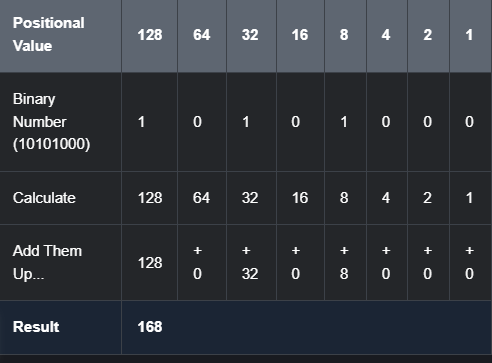 Positional Value 128 64 32 16 8 4 2 1
Binary Number (10101000) 1 0 1 0 1 0 0 0
Calculate 128 64 32 16 8 4 2 1
Add Them Up... 128 + 0 + 32 + 0 + 8 + 0 + 0 + 0
Result 168